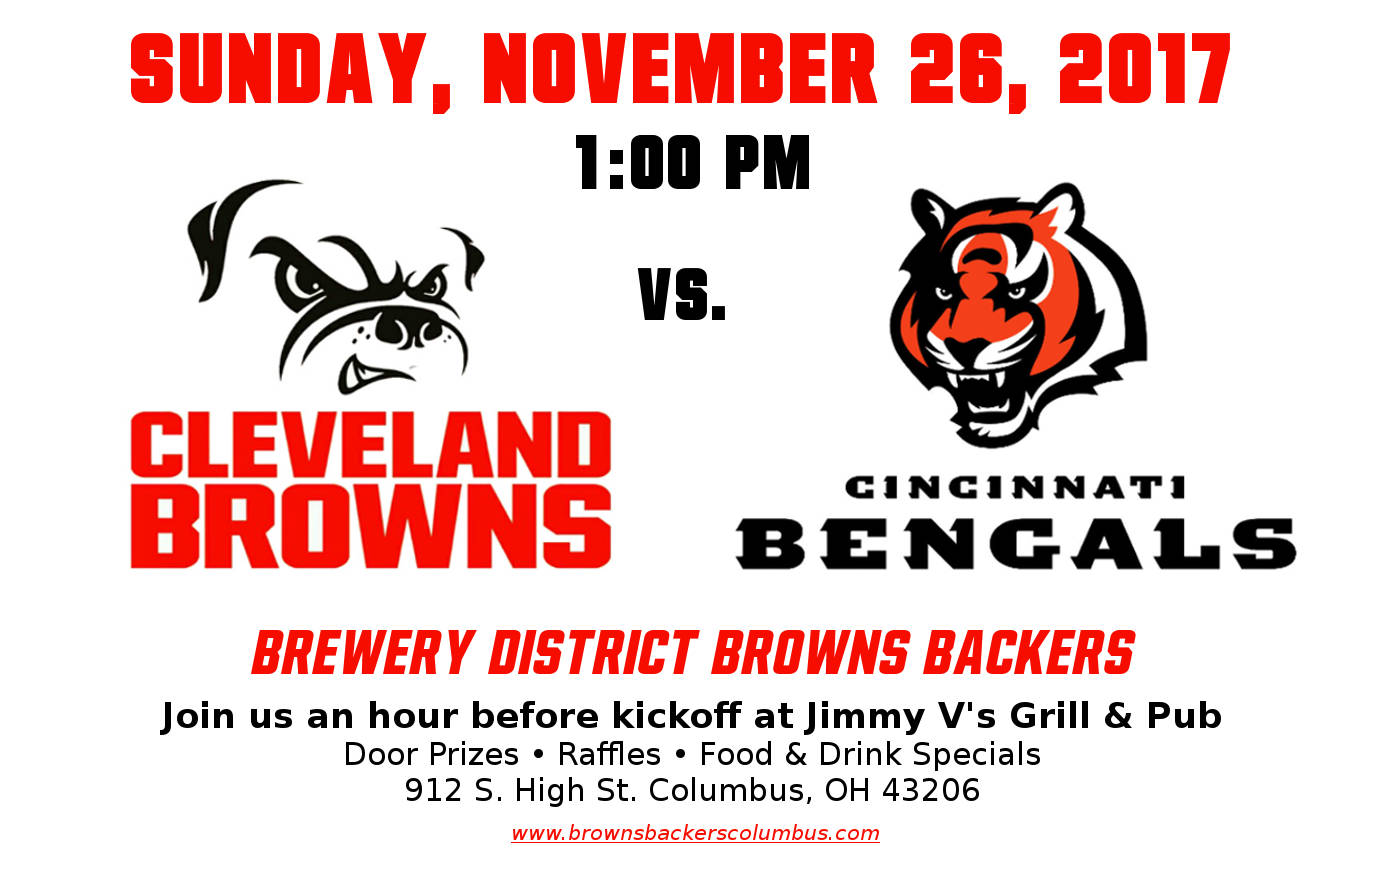 SUNDAY, NOVEMBER 26, 2017
1:00 PM
VS.
CLEVELAND
BROWNS
CINCINNATI
BENGALS
BREWERY DISTRICT BROWNS BACKERS
Join us an hour before kickoff at Jimmy V's Grill & Pub
Door Prizes • Raffles • Food & Drink Specials
912 S. High St. Columbus, OH 43206
www.brownsbackerscolumbus.com